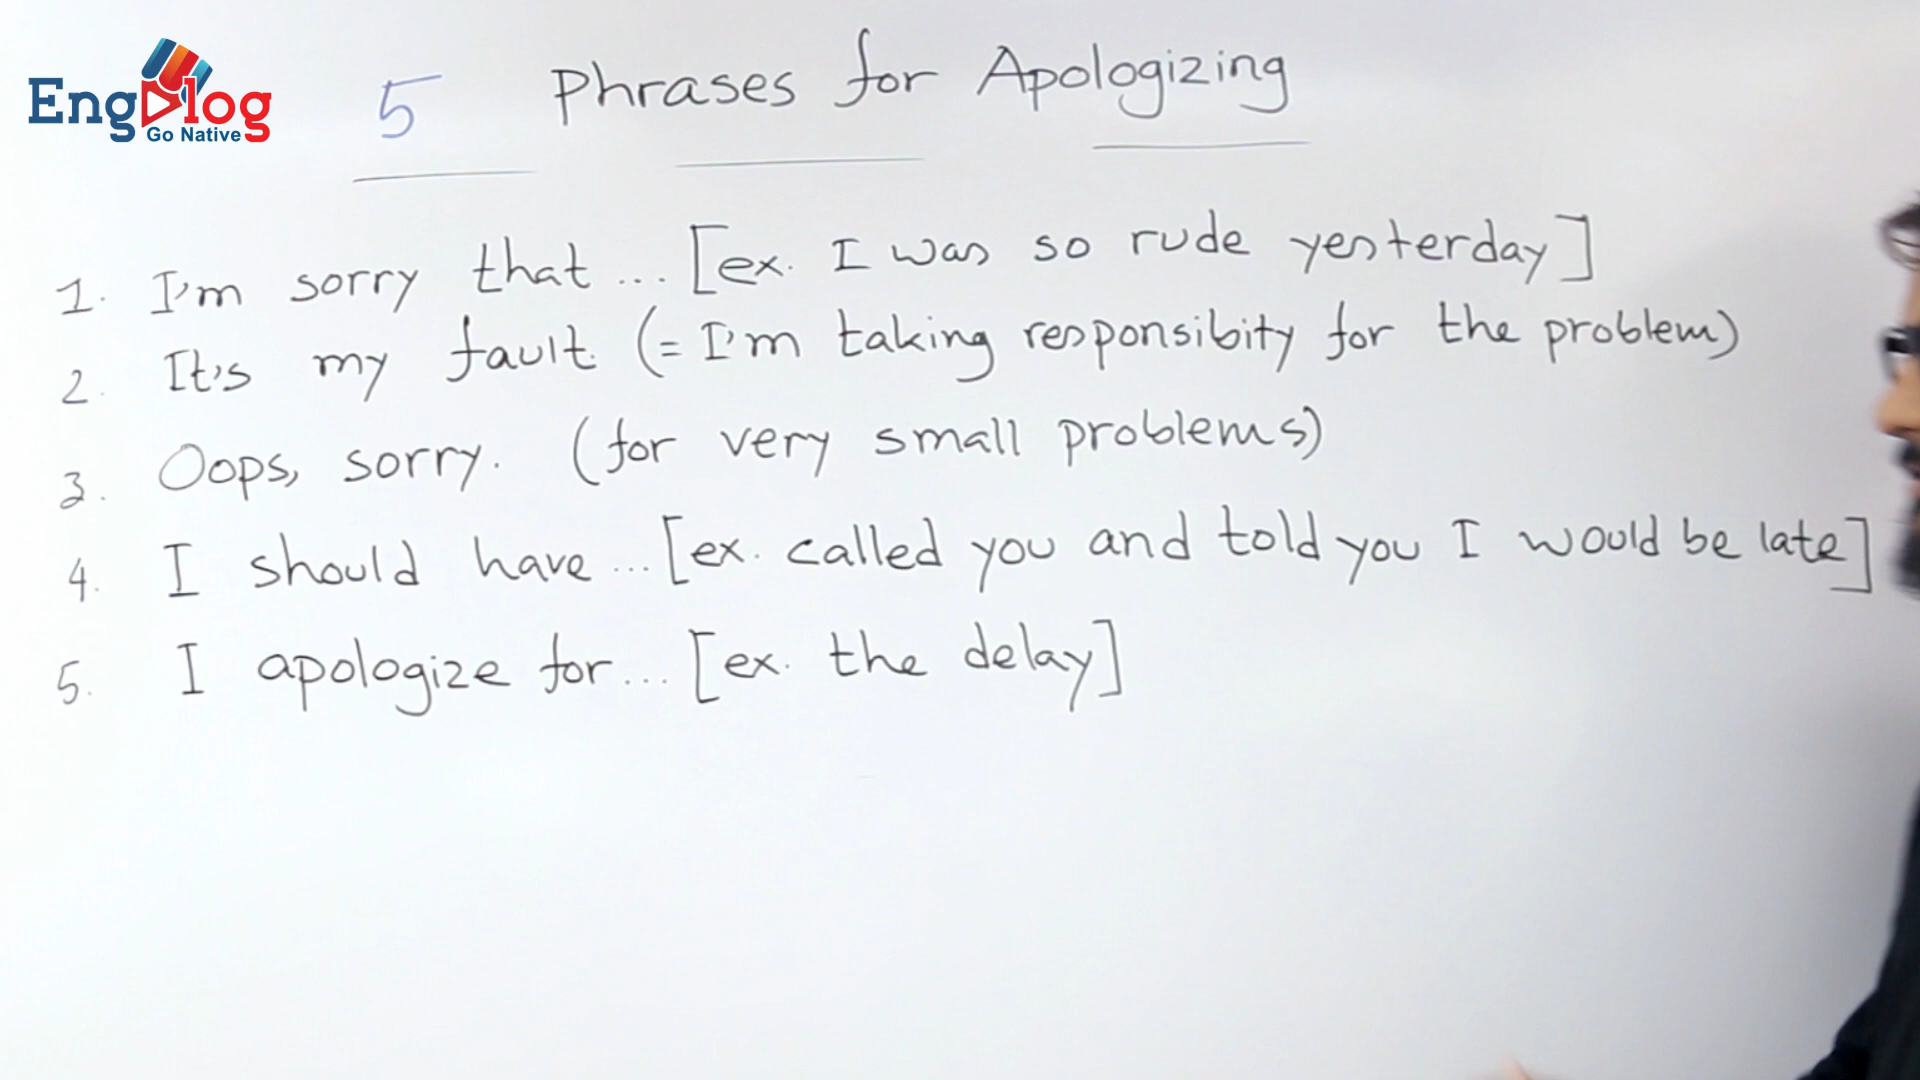 EngVlog
Go Native
5 Phrases for Apologizing
1. I'm sorry that ... [ex. I was so rude yesterday]
2. It's my fault. (= I'm taking responsibity for the problem)
3. Oops, sorry. (for very small problems)
4. I should have ... [ex. called you and told you I would be late]
5. I apologize for ... [ex. the delay]